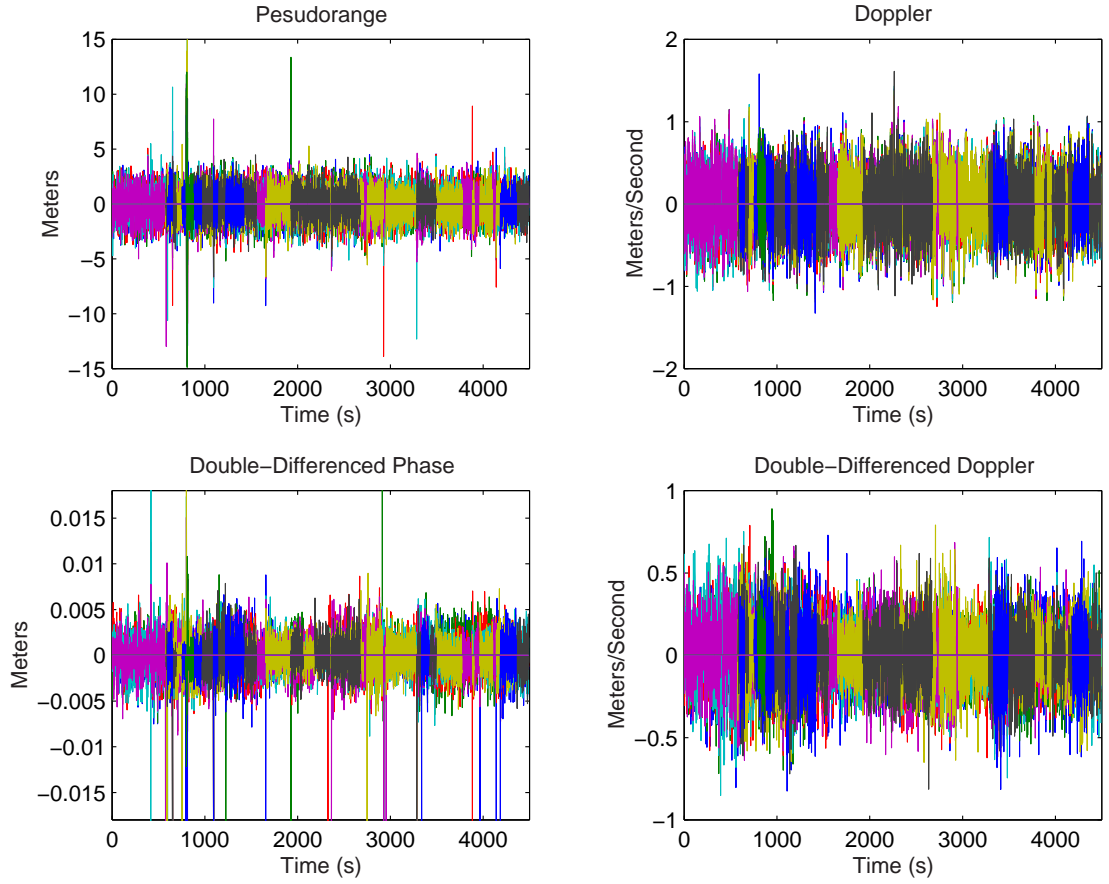 Pesudorange
15
10
5
0
−5
−10
−15
Meters
0 1000 2000 3000 4000
Time (s)
Doppler
2
1
0
−1
−2
Meters/Second
0 1000 2000 3000 4000
Time (s)
Double−Differenced Phase
0.015
0.01
0.005
0
−0.005
−0.01
−0.015
Meters
0 1000 2000 3000 4000
Time (s)
Double−Differenced Doppler
1
0.5
0
−0.5
−1
Meters/Second
0 1000 2000 3000 4000
Time (s)